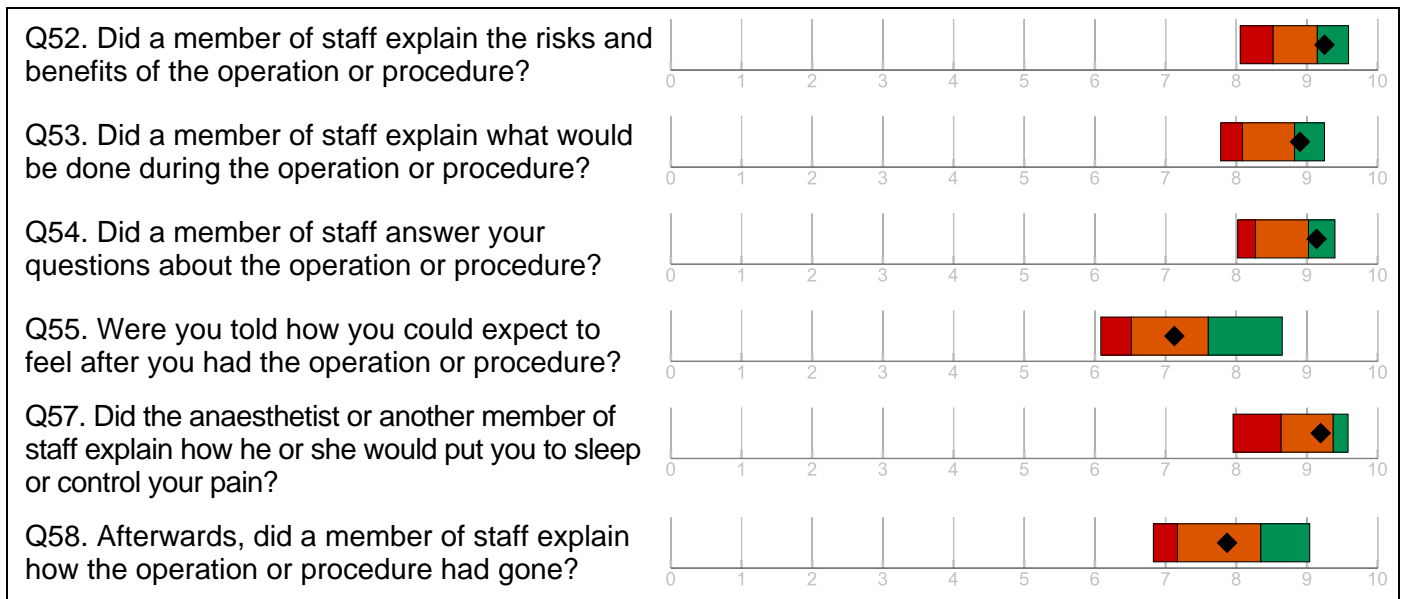 Q52. Did a member of staff explain the risks and
benefits of the operation or procedure?
0 1 2 3 4 5 6 7 8 9 10
Q53. Did a member of staff explain what would
be done during the operation or procedure?
0 1 2 3 4 5 6 7 8 9 10
Q54. Did a member of staff answer your
questions about the operation or procedure?
0 1 2 3 4 5 6 7 8 9 10
Q55. Were you told how you could expect to
feel after you had the operation or procedure?
0 1 2 3 4 5 6 7 8 9 10
Q57. Did the anaesthetist or another member of
staff explain how he or she would put you to sleep
or control your pain?
0 1 2 3 4 5 6 7 8 9 10
Q58. Afterwards, did a member of staff explain
how the operation or procedure had gone?
0 1 2 3 4 5 6 7 8 9 10